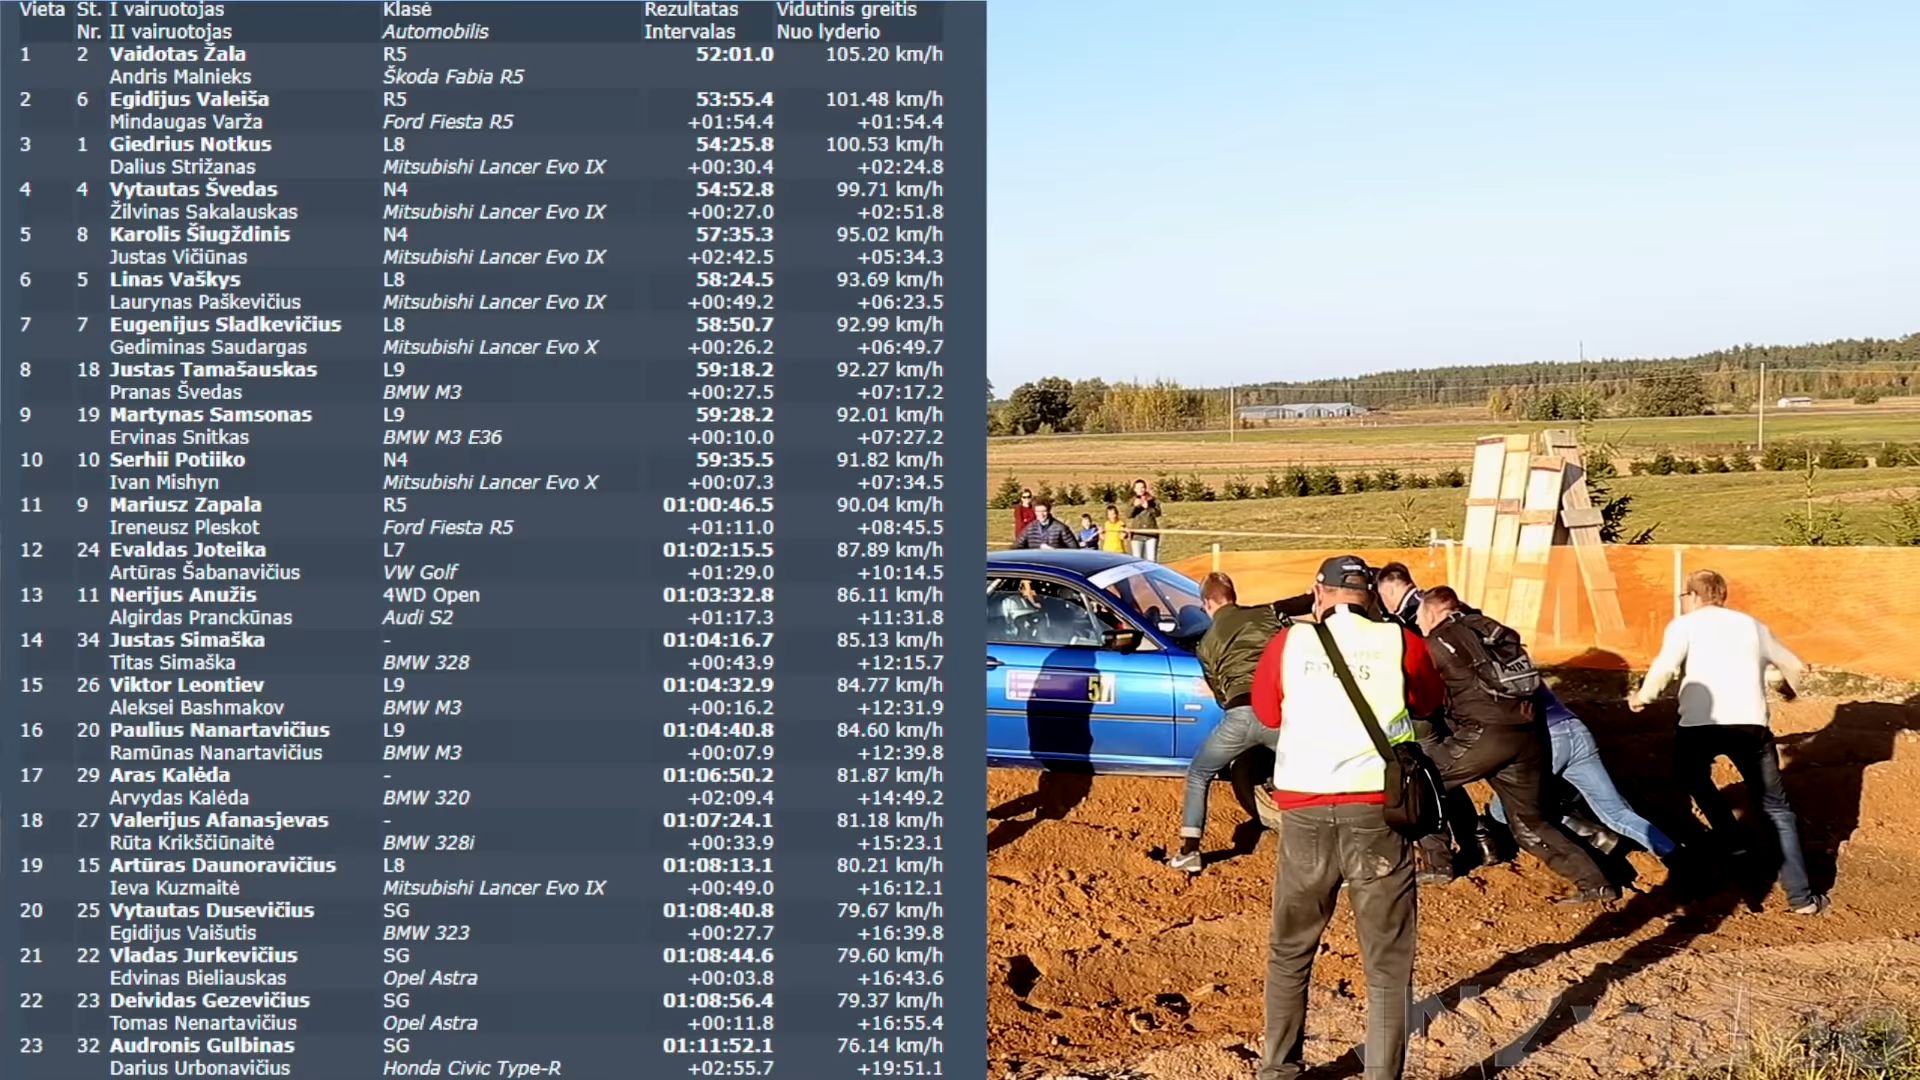 Vieta St. I vairuotojas Klasė Rezultatas Vidutinis greitis
Nr. II vairuotojas Automobilis Intervalas Nuo lyderio
1 2 Vaidotas Žala R5 52:01.0 105.20 km/h
Andris Malnieks Škoda Fabia R5
2 6 Egidijus Valeiša R5 53:55.4 101.48 km/h
Mindaugas Varža Ford Fiesta R5 +01:54.4 +01:54.4
3 1 Giedrius Notkus L8 54:25.8 100.53 km/h
Dalius Strižanas Mitsubishi Lancer Evo IX +00:30.4 +02:24.8
4 4 Vytautas Švedas N4 54:52.8 99.71 km/h
Žilvinas Sakalauskas Mitsubishi Lancer Evo IX +00:27.0 +02:51.8
5 8 Karolis Šiugždinis N4 57:35.3 95.02 km/h
Justas Vičiūnas Mitsubishi Lancer Evo IX +02:42.5 +05:34.3
6 5 Linas Vaškys L8 58:24.5 93.69 km/h
Laurynas Paškevičius Mitsubishi Lancer Evo IX +00:49.2 +06:23.5
7 7 Eugenijus Sladkevičius L8 58:50.7 92.99 km/h
Gediminas Saudargas Mitsubishi Lancer Evo X +00:26.2 +06:49.7
8 18 Justas Tamašauskas L9 59:18.2 92.27 km/h
Pranas Švedas BMW M3 +00:27.5 +07:17.2
9 19 Martynas Samsonas L9 59:28.2 92.01 km/h
Ervinas Snitkas BMW M3 E36 +00:10.0 +07:27.2
10 10 Serhii Potiiko N4 59:35.5 91.82 km/h
Ivan Mishyn Mitsubishi Lancer Evo X +00:07.3 +07:34.5
11 9 Mariusz Zapala R5 01:00:46.5 90.04 km/h
Ireneusz Pleskot Ford Fiesta R5 +01:11.0 +08:45.5
12 24 Evaldas Joteika L7 01:02:15.5 87.89 km/h
Artūras Šabanavičius VW Golf +01:29.0 +10:14.5
13 11 Nerijus Anužis 4WD Open 01:03:32.8 86.11 km/h
Algirdas Pranckūnas Audi S2 +01:17.3 +11:31.8
14 34 Justas Simaška - 01:04:16.7 85.13 km/h
Titas Simaška BMW 328 +00:43.9 +12:15.7
15 26 Viktor Leontiev L9 01:04:32.9 84.77 km/h
Aleksei Bashmakov BMW M3 +00:16.2 +12:31.9
16 20 Paulius Nanartavičius L9 01:04:40.8 84.60 km/h
Ramūnas Nanartavičius BMW M3 +00:07.9 +12:39.8
17 29 Aras Kalėda - 01:06:50.2 81.87 km/h
Arvydas Kalėda BMW 320 +02:09.4 +14:49.2
18 27 Valerijus Afanasjevas - 01:07:24.1 81.18 km/h
Rūta Krikščiūnaitė BMW 328i +00:33.9 +15:23.1
19 15 Artūras Daunoravičius L8 01:08:13.1 80.21 km/h
Ieva Kuzmaitė Mitsubishi Lancer Evo IX +00:49.0 +16:12.1
20 25 Vytautas Dusevičius SG 01:08:40.8 79.67 km/h
Egidijus Vaišutis BMW 323 +00:27.7 +16:39.8
21 22 Vladas Jurkevičius SG 01:08:44.6 79.60 km/h
Edvinas Bieliauskas Opel Astra +00:03.8 +16:43.6
22 23 Deividas Gezevičius SG 01:08:56.4 79.37 km/h
Tomas Nenartavičius Opel Astra +00:11.8 +16:55.4
23 32 Audronis Gulbinas SG 01:11:52.1 76.14 km/h
Darius Urbonavičius Honda Civic Type-R +02:55.7 +19:51.1
57
PRESS